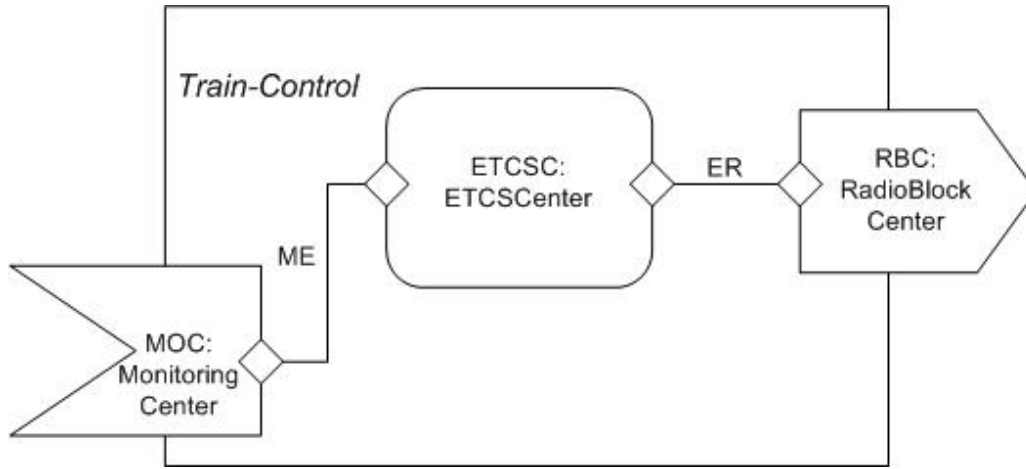 Train-Control
ETCSC:
ETCSCenter
ER
RBC:
RadioBlock
Center
ME
MOC:
Monitoring
Center